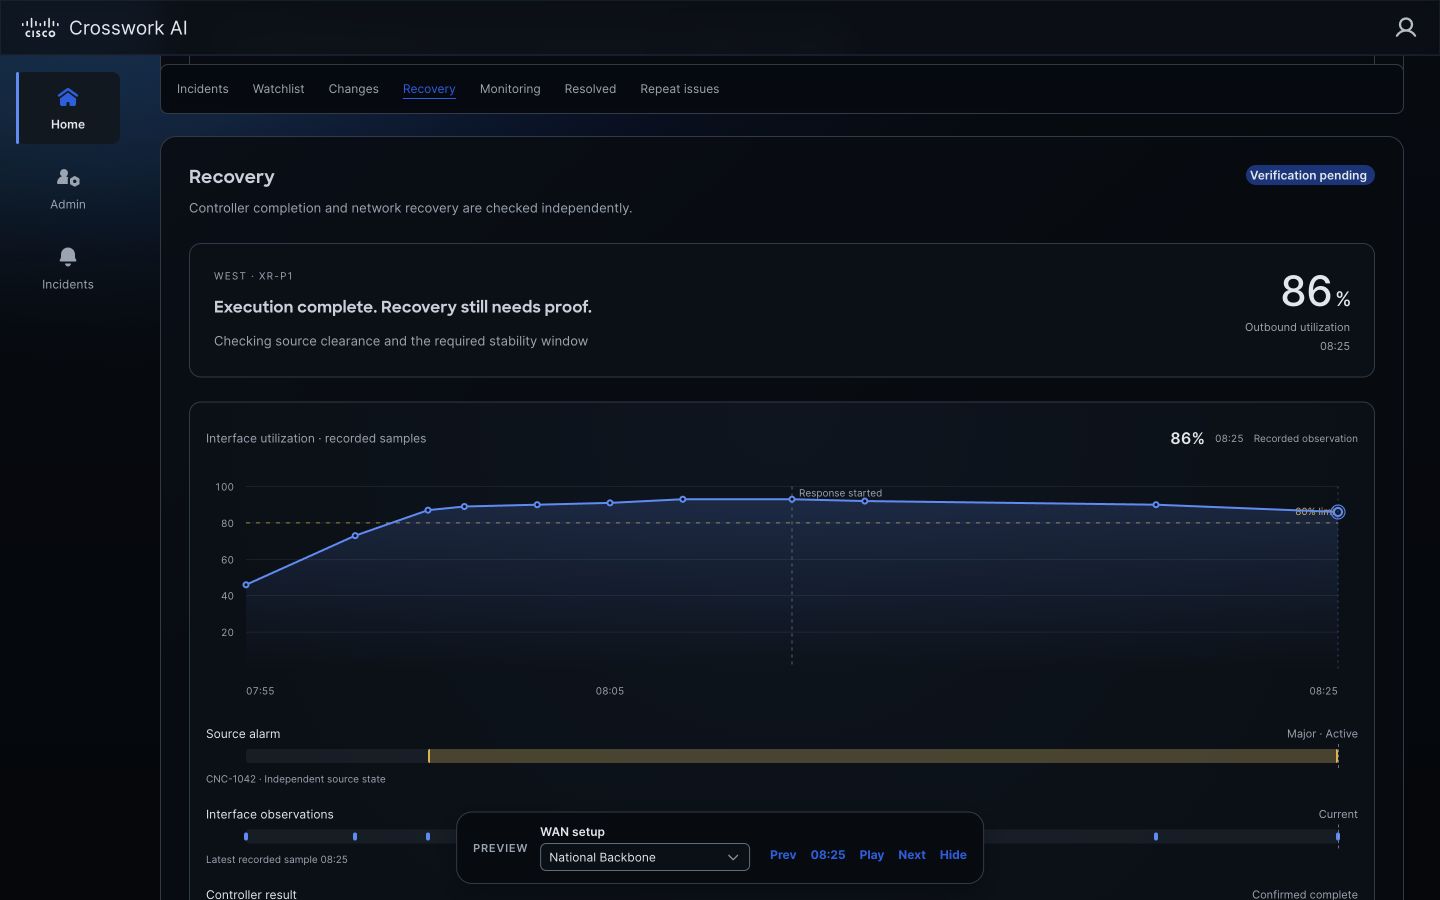 CISCO Crosswork AI
Home
Admin
Incidents
Incidents Watchlist Changes Recovery Monitoring Resolved Repeat issues
Recovery
Verification pending
Controller completion and network recovery are checked independently.
WEST · XR-P1
Execution complete. Recovery still needs proof.
Checking source clearance and the required stability window
86%
Outbound utilization
08:25
Interface utilization · recorded samples
86% 08:25 Recorded observation
100
80
60
40
20
Response started
80% lim
07:55 08:05 08:25
Source alarm
Major · Active
CNC-1042 · Independent source state
Interface observations
Current
Latest recorded sample 08:25
Controller result
Confirmed complete
PREVIEW
WAN setup
National Backbone
Prev 08:25 Play Next Hide